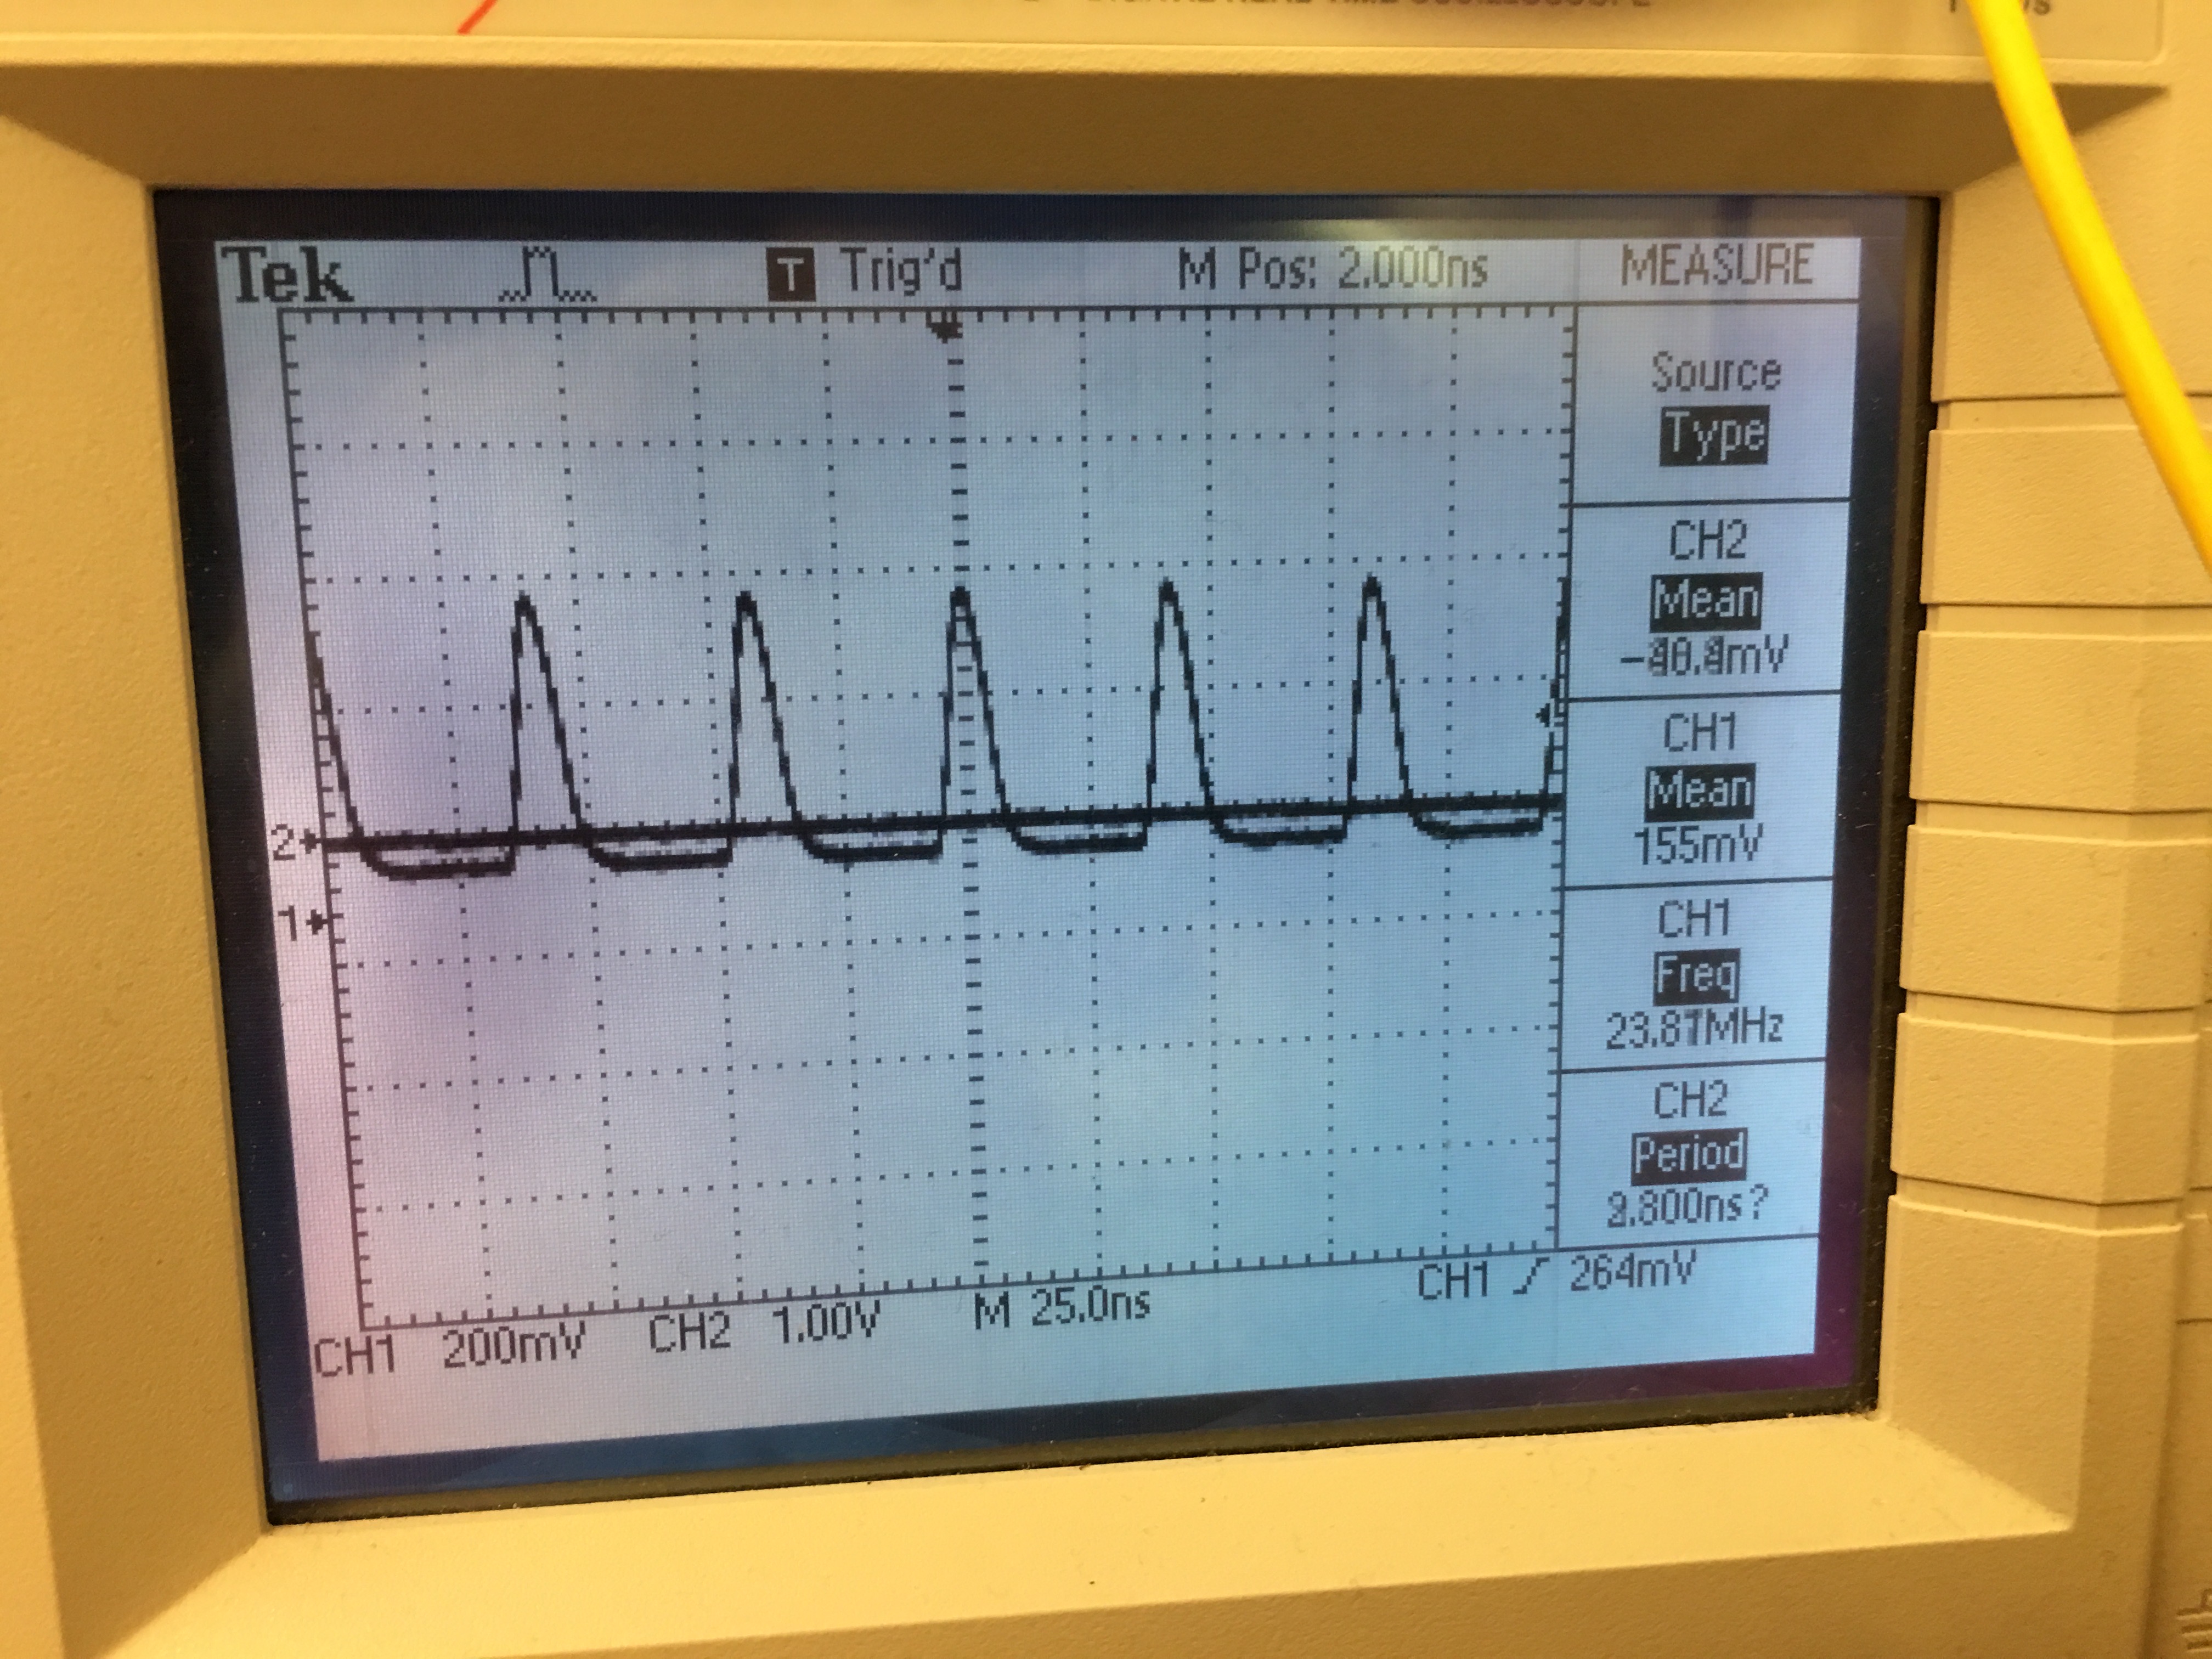 Tek T Trig'd M Pos: 2.000ns MEASURE
Source
Type
CH2
Mean
CH1
Mean
155mV
CH1
Freq
CH2
Period
2
1
CH1 200mV CH2 1.00V M 25.0ns CH1 264mV